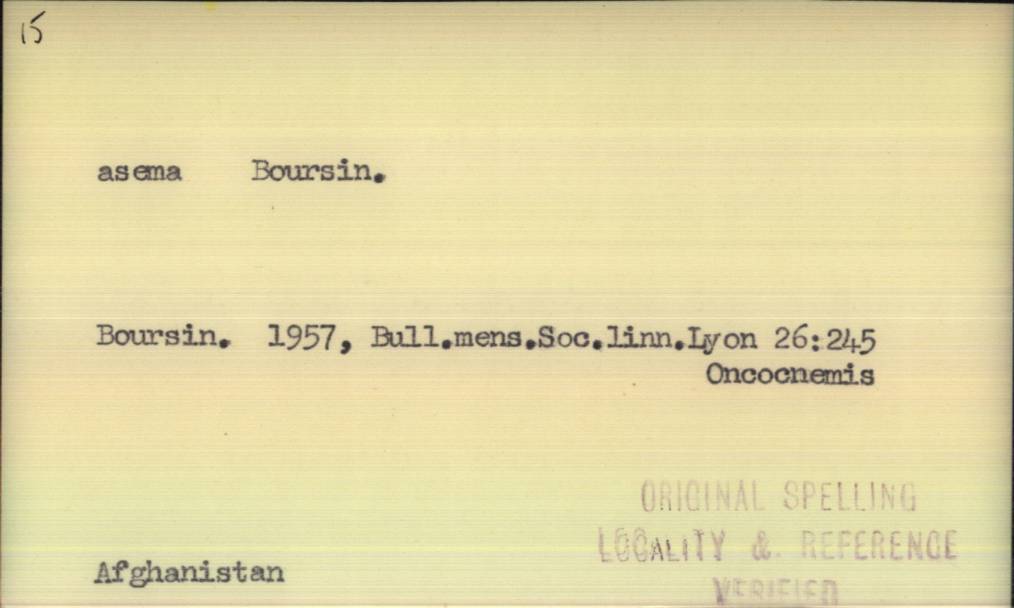 15
asema Boursin.
Boursin. 1957, Bull.mens.Soc.linn.Lyon 26:245
Oncocnemis
ORIGINAL SPELLING
LOCALITY & REFERENCE
VERIFIED
Afghanistan